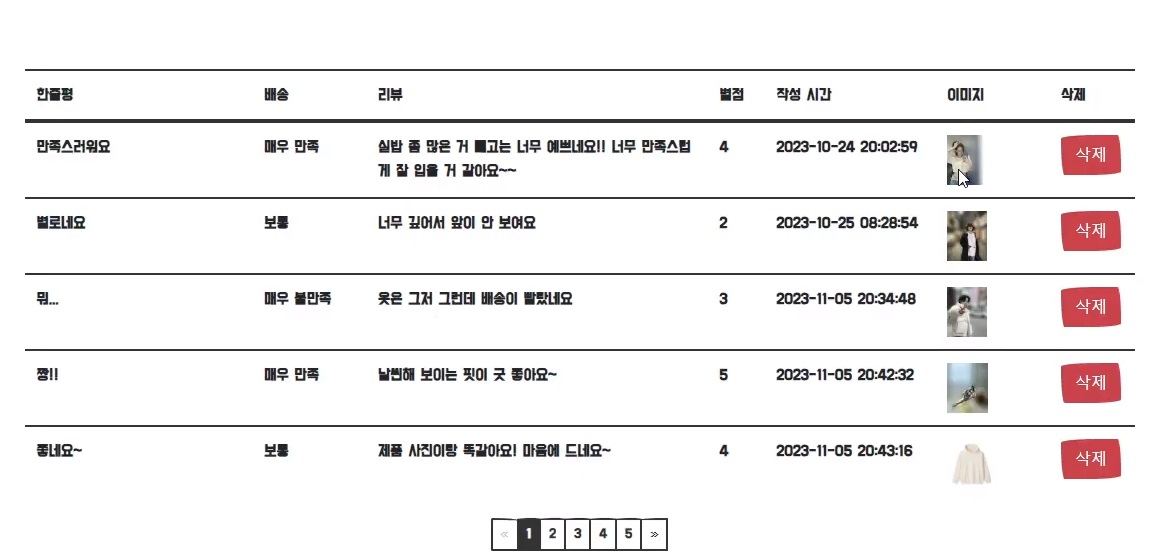 한줄평 배송 리뷰 별점 작성 시간 이미지 삭제
만족스러워요 매우 만족 실밥 좀 많은 거 빼고는 너무 예쁘네요!! 너무 만족스럽 4 2023-10-24 20:02:59 삭제
게 잘 입을 거 같아요~~
별로네요 보통 너무 깊어서 앞이 안 보여요 2 2023-10-25 08:28:54 삭제
뭐... 매우 불만족 옷은 그저 그런데 배송이 빨랐네요 3 2023-11-05 20:34:48 삭제
짱!! 매우 만족 날씬해 보이는 핏이 굿 좋아요~ 5 2023-11-05 20:42:32 삭제
좋네요~ 보통 제품 사진이랑 똑같아요! 마음에 드네요~ 4 2023-11-05 20:43:16 삭제
« 1 2 3 4 5 »